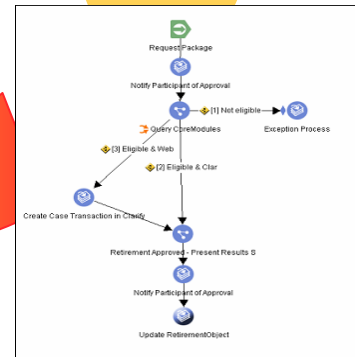 Request Package
Notify Participant of Approval
[1] Not eligible
Query CoreModules
Exception Process
[3] Eligible & Web
[2] Eligible & Clar
Create Case Transaction in Clarify
Retirement Approved - Present Results S
Notify Participant of Approval
Update RetirementObject